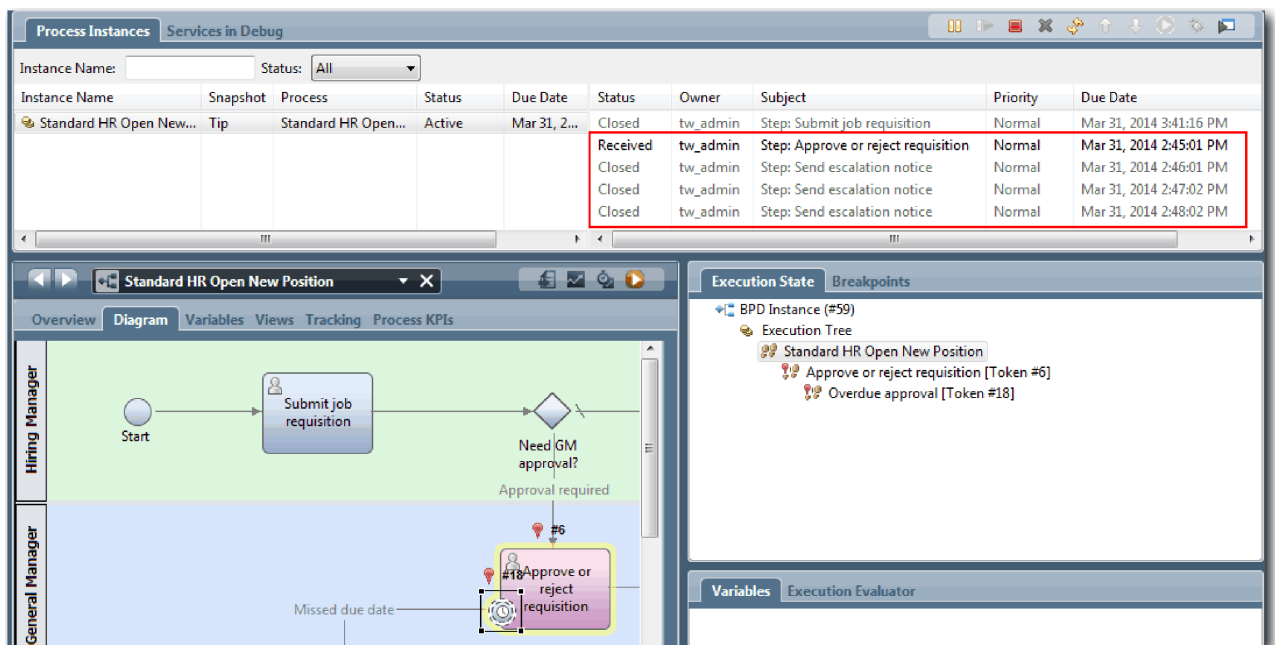 Process Instances Services in Debug
Instance Name: Status: All
Instance Name Snapshot Process Status Due Date Status Owner Subject Priority Due Date
Standard HR Open New... Tip Standard HR Open... Active Mar 31, 2... Closed tw_admin Step: Submit job requisition Normal Mar 31, 2014 3:41:16 PM
Received tw_admin Step: Approve or reject requisition Normal Mar 31, 2014 2:45:01 PM
Closed tw_admin Step: Send escalation notice Normal Mar 31, 2014 2:46:01 PM
Closed tw_admin Step: Send escalation notice Normal Mar 31, 2014 2:47:02 PM
Closed tw_admin Step: Send escalation notice Normal Mar 31, 2014 2:48:02 PM
Standard HR Open New Position
Overview Diagram Variables Views Tracking Process KPIs
Hiring Manager
Start
Submit job
requisition
Need GM
approval?
Approval required
General Manager
#6
#18
Approve or
reject
requisition
Missed due date
Execution State Breakpoints
BPD Instance (#59)
Execution Tree
Standard HR Open New Position
Approve or reject requisition [Token #6]
Overdue approval [Token #18]
Variables Execution Evaluator